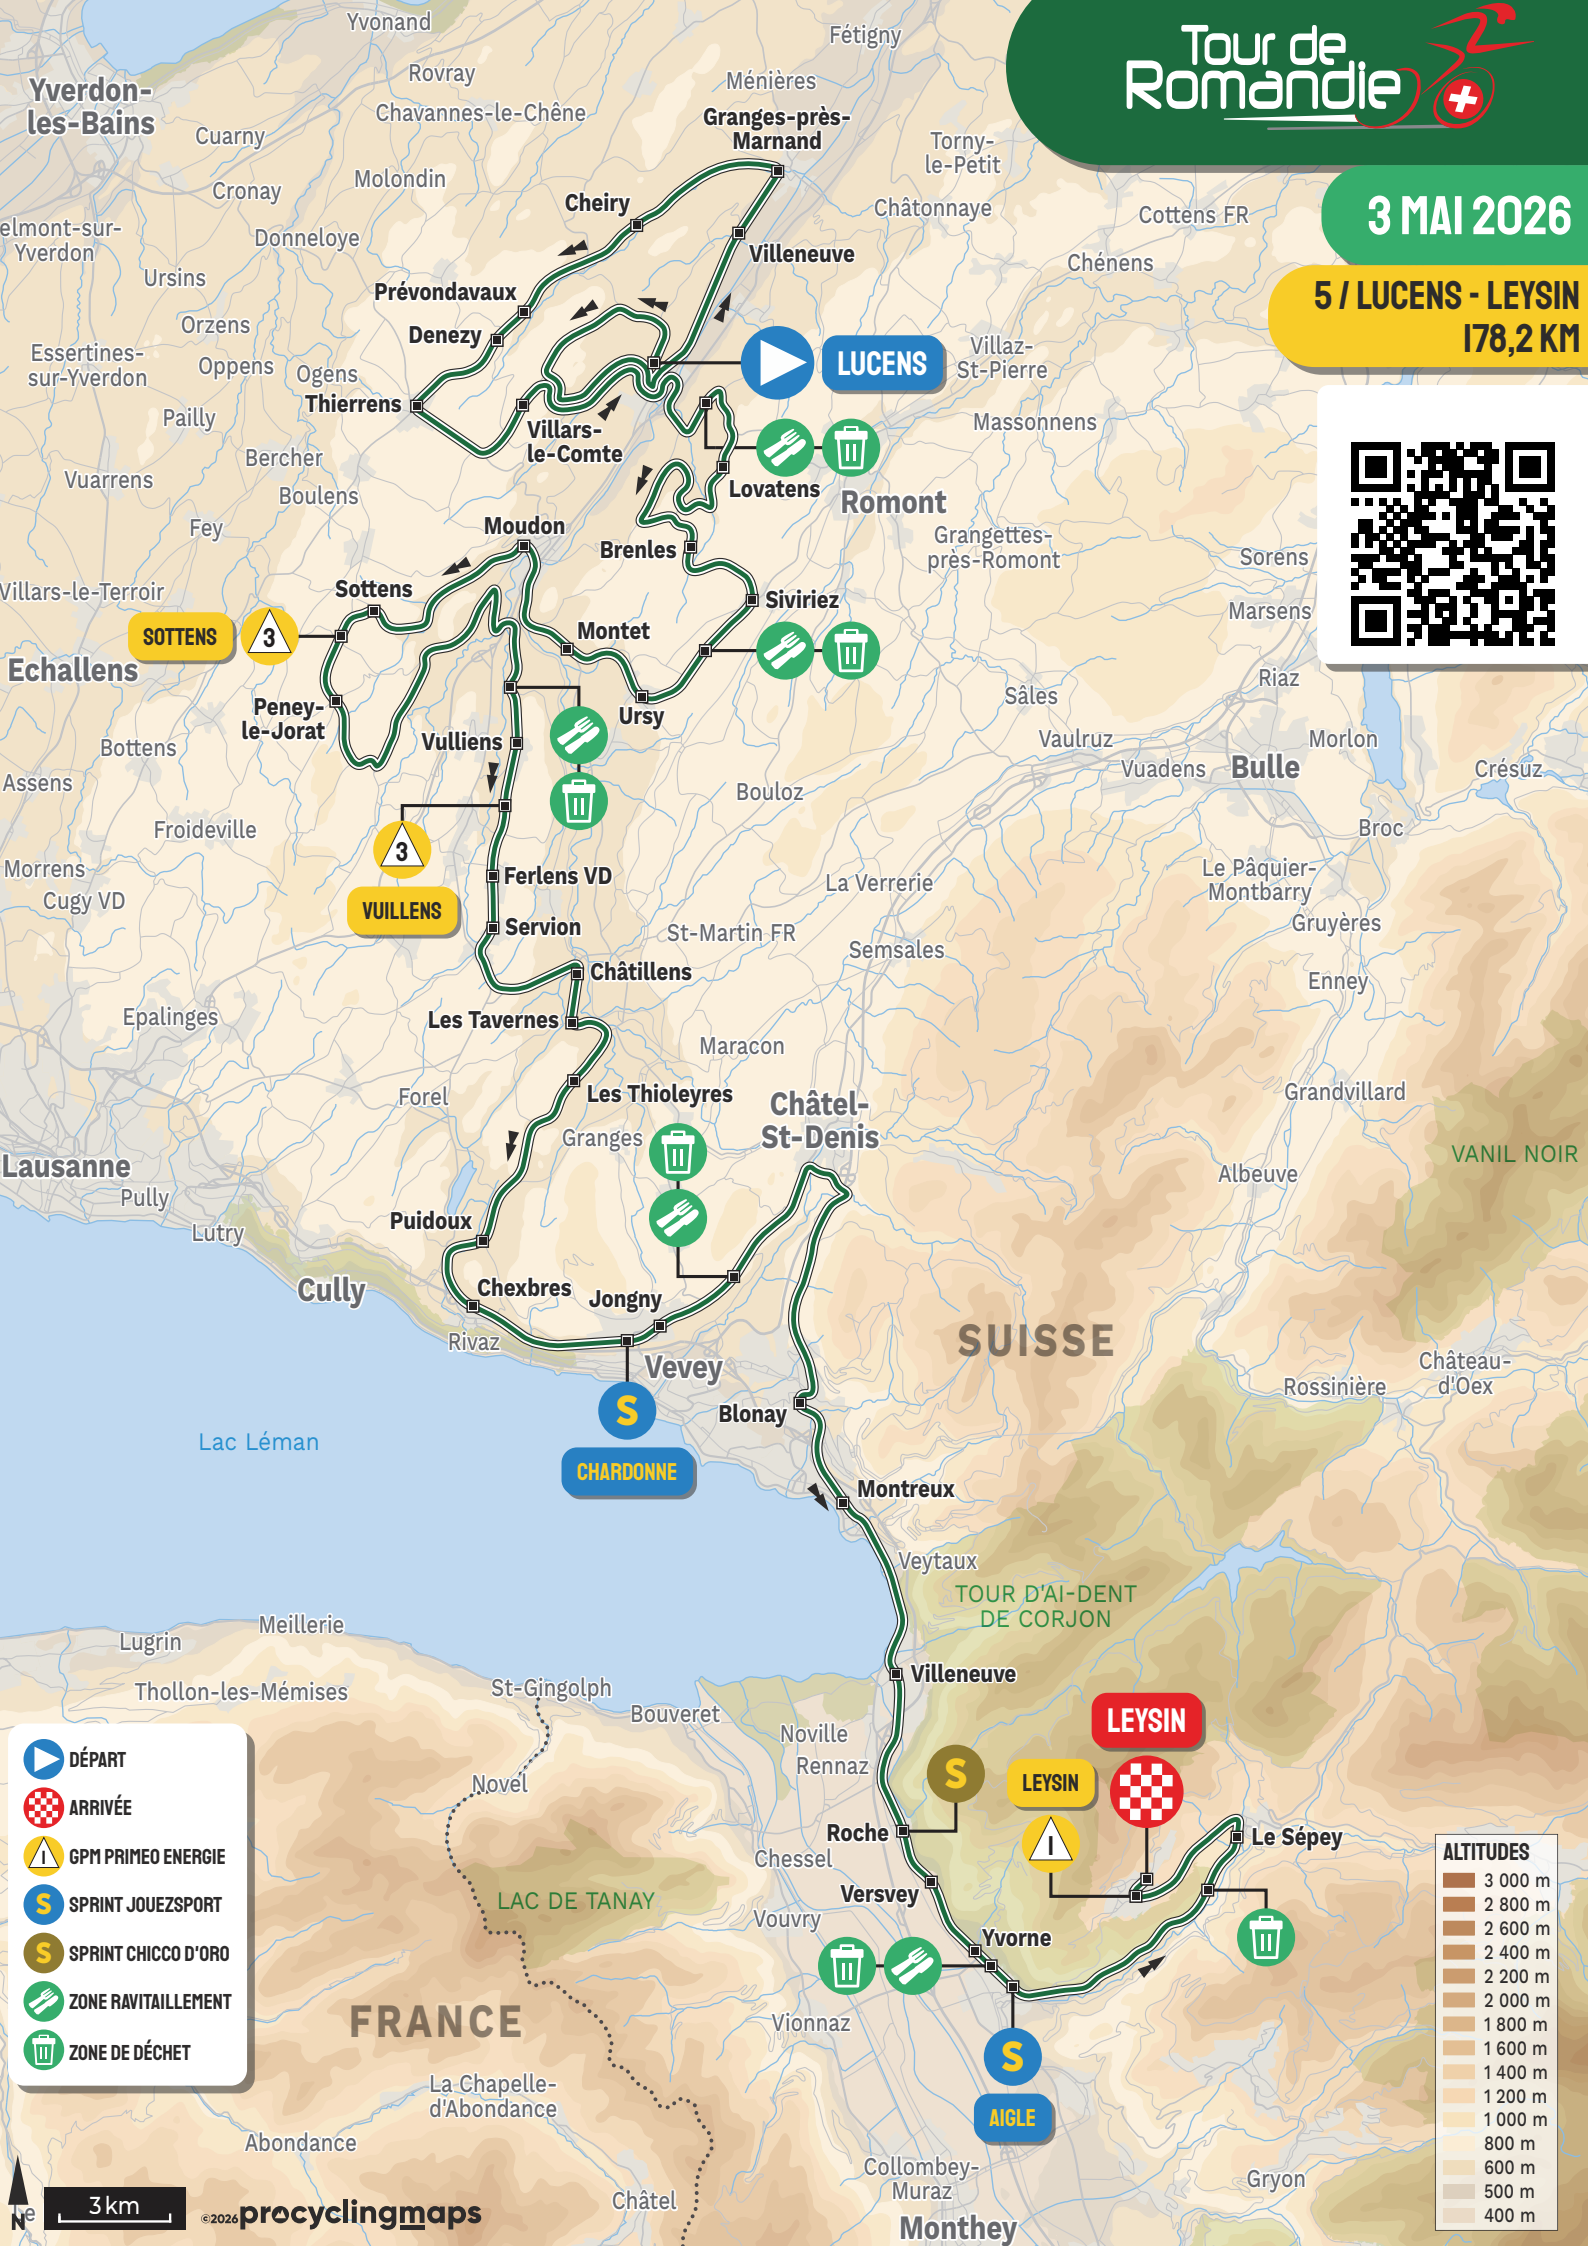 Tour de
Romandie
3 MAI 2026
5 / LUCENS - LEYSIN
178,2 KM
Yvonand
Fétigny
Rovray
Ménières
Yverdon-
les-Bains
Chavannes-le-Chêne
Granges-près-
Marnand
Cuarny
Torny-
le-Petit
Molondin
Cronay
Cheiry
Châtonnaye
Cottens FR
elmont-sur-
Yverdon
Donneloye
Villeneuve
Chénens
Ursins
Prévondavaux
Orzens
Denezy
Essertines-
sur-Yverdon
Oppens
Ogens
LUCENS
Villaz-
St-Pierre
Thierrens
Pailly
Villars-
le-Comte
Massonnens
Bercher
Vuarrens
Boulens
Lovatens
Romont
Fey
Moudon
Brenles
Grangettes-
près-Romont
Sorens
Villars-le-Terroir
Sottens
Siviriez
Marsens
SOTTENS
3
Montet
Echallens
Riaz
Sâles
Peney-
le-Jorat
Ursy
Bottens
Vulliens
Vaulruz
Morlon
Vuadens
Bulle
Crésuz
Assens
Bouloz
Froideville
3
Broc
Morrens
Cugy VD
VUILLENS
Ferlens VD
La Verrerie
Le Pâquier-
Montbarry
Servion
St-Martin FR
Gruyères
Semsales
Châtillens
Enney
Epalinges
Les Tavernes
Maracon
Forel
Les Thioleyres
Grandvillard
Châtel-
St-Denis
Granges
VANIL NOIR
Lausanne
Pully
Albeuve
Lutry
Puidoux
Cully
Chexbres
Jongny
Rivaz
SUISSE
Vevey
Château-
d'Oex
Rossinière
S
Blonay
Lac Léman
CHARDONNE
Montreux
Veytaux
TOUR D'AI-DENT
DE CORJON
Meillerie
Lugrin
Villeneuve
Thollon-les-Mémises
St-Gingolph
Bouveret
LEYSIN
Noville
Rennaz
S
LEYSIN
Novel
1
Roche
Le Sépey
Chessel
Versvey
LAC DE TANAY
Vouvry
Yvorne
FRANCE
Vionnaz
S
La Chapelle-
d'Abondance
AIGLE
Abondance
Collombey-
Muraz
Gryon
Châtel
Monthey
DÉPART
ARRIVÉE
1
GPM PRIMEO ENERGIE
S
SPRINT JOUEZSPORT
S
SPRINT CHICCO D'ORO
ZONE RAVITAILLEMENT
ZONE DE DÉCHET
ALTITUDES
3 000 m
2 800 m
2 600 m
2 400 m
2 200 m
2 000 m
1 800 m
1 600 m
1 400 m
1 200 m
1 000 m
800 m
600 m
500 m
400 m
N
3 km
©2026 procyclingmaps